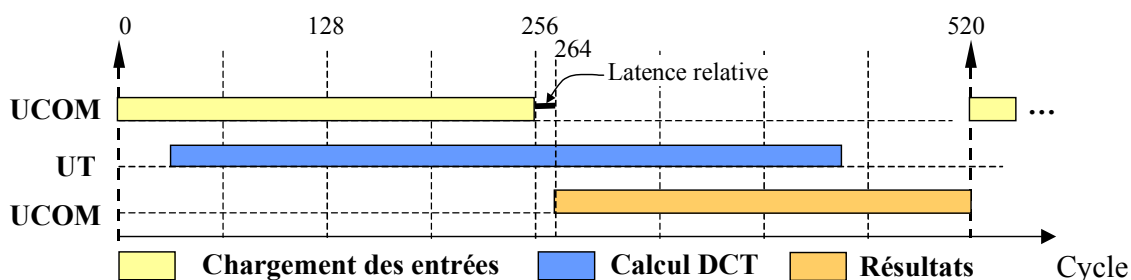 0 128 256 520
264
Latence relative
UCOM ...
UT
UCOM
Chargement des entrées Calcul DCT Résultats Cycle